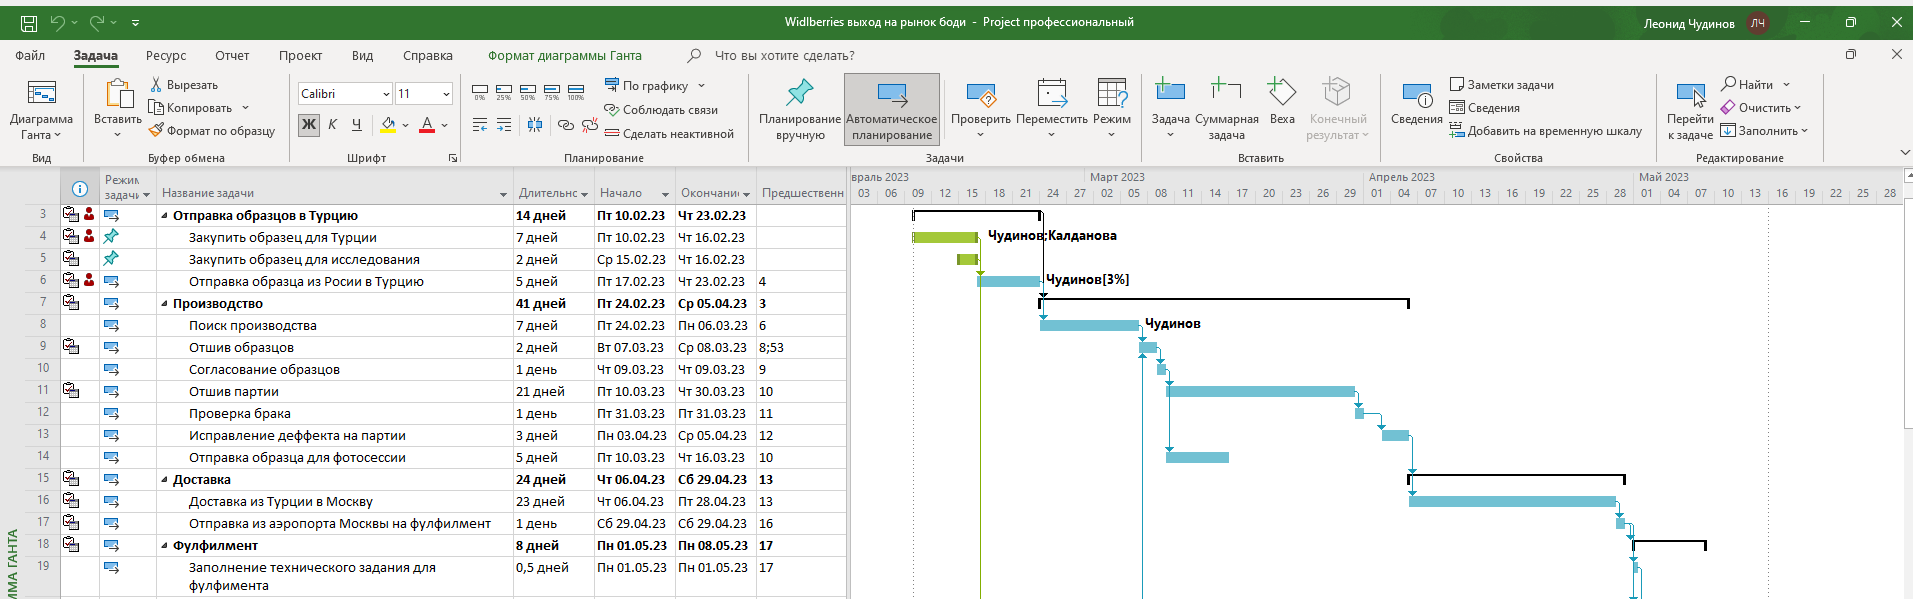 Widlberries выход на рынок боди - Project профессиональный
Леонид Чудинов ЛЧ
Файл Задача Ресурс Отчет Проект Вид Справка Формат диаграммы Ганта Что вы хотите сделать?
Диаграмма Ганта
Вид
Вставить
Вырезать
Копировать
Формат по образцу
Буфер обмена
Calibri 11
Ж К Ч А
Шрифт
0% 25% 50% 75% 100%
По графику
Соблюдать связи
Сделать неактивной
Планирование
Планирование вручную
Автоматическое планирование
Проверить
Переместить
Режим
Задачи
Задача
Суммарная задача
Веха
Конечный результат
Вставить
Сведения
Заметки задачи
Сведения
Добавить на временную шкалу
Свойства
Перейти к задаче
Найти
Очистить
Заполнить
Редактирование
Режим задачи Название задачи Длительнс Начало Окончани Предшественн
враль 2023 Март 2023 Апрель 2023 Май 2023
03 06 09 12 15 18 21 24 27 02 05 08 11 14 17 20 23 26 29 01 04 07 10 13 16 19 22 25 28 01 04 07 10 13 16 19 22 25 28
3 Отправка образцов в Турцию 14 дней Пт 10.02.23 Чт 23.02.23
4 Закупить образец для Турции 7 дней Пт 10.02.23 Чт 16.02.23 Чудинов;Калданова
5 Закупить образец для исследования 2 дней Ср 15.02.23 Чт 16.02.23
6 Отправка образца из Росии в Турцию 5 дней Пт 17.02.23 Чт 23.02.23 4 Чудинов[3%]
7 Производство 41 дней Пт 24.02.23 Ср 05.04.23 3
8 Поиск производства 7 дней Пт 24.02.23 Пн 06.03.23 6 Чудинов
9 Отшив образцов 2 дней Вт 07.03.23 Ср 08.03.23 8;53
10 Согласование образцов 1 день Чт 09.03.23 Чт 09.03.23 9
11 Отшив партии 21 дней Пт 10.03.23 Чт 30.03.23 10
12 Проверка брака 1 день Пт 31.03.23 Пт 31.03.23 11
13 Исправление деффекта на партии 3 дней Пн 03.04.23 Ср 05.04.23 12
14 Отправка образца для фотосессии 5 дней Пт 10.03.23 Чт 16.03.23 10
15 Доставка 24 дней Чт 06.04.23 Сб 29.04.23 13
16 Доставка из Турции в Москву 23 дней Чт 06.04.23 Пт 28.04.23 13
17 Отправка из аэропорта Москвы на фулфилмент 1 день Сб 29.04.23 Сб 29.04.23 16
18 Фулфилмент 8 дней Пн 01.05.23 Пн 08.05.23 17
19 Заполнение технического задания для 0,5 дней Пн 01.05.23 Пн 01.05.23 17
фулфимента
ММА ГАНТА